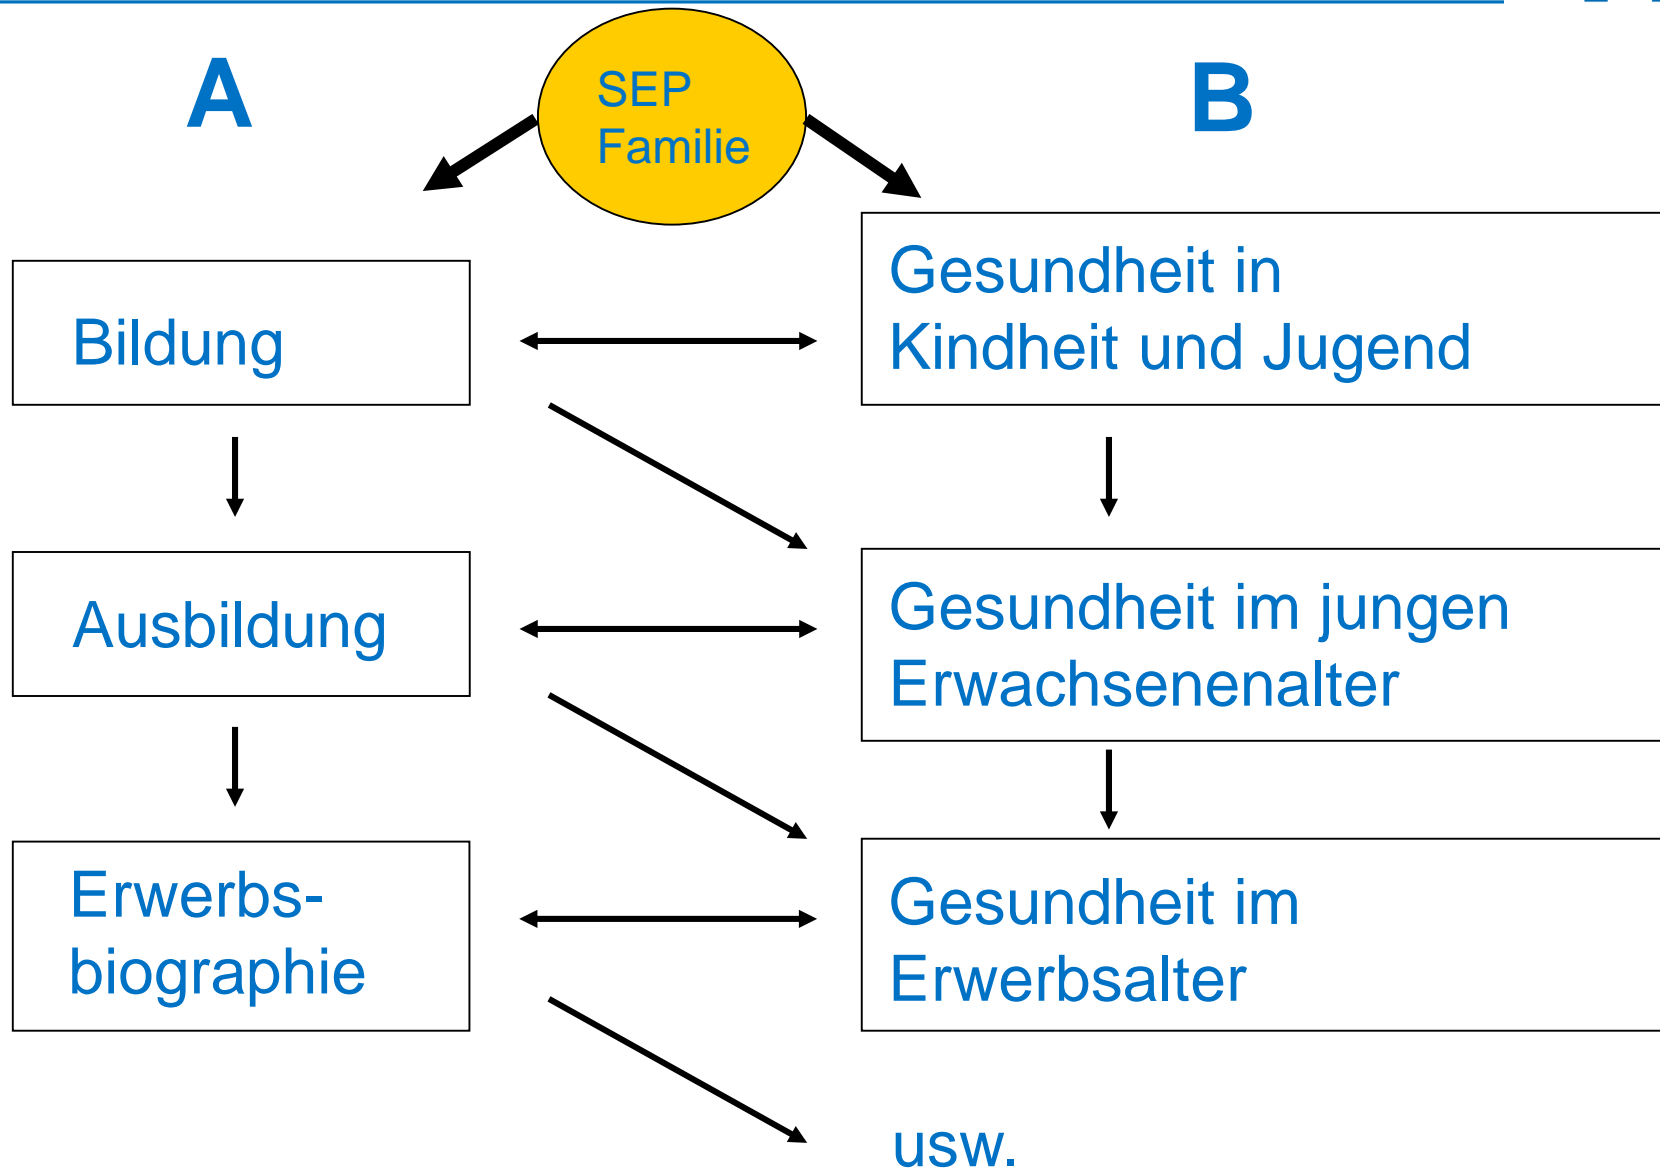 A
SEP
Familie
B
Bildung
Gesundheit in
Kindheit und Jugend
Ausbildung
Gesundheit im jungen
Erwachsenenalter
Erwerbs-
biographie
Gesundheit im
Erwerbsalter
usw.